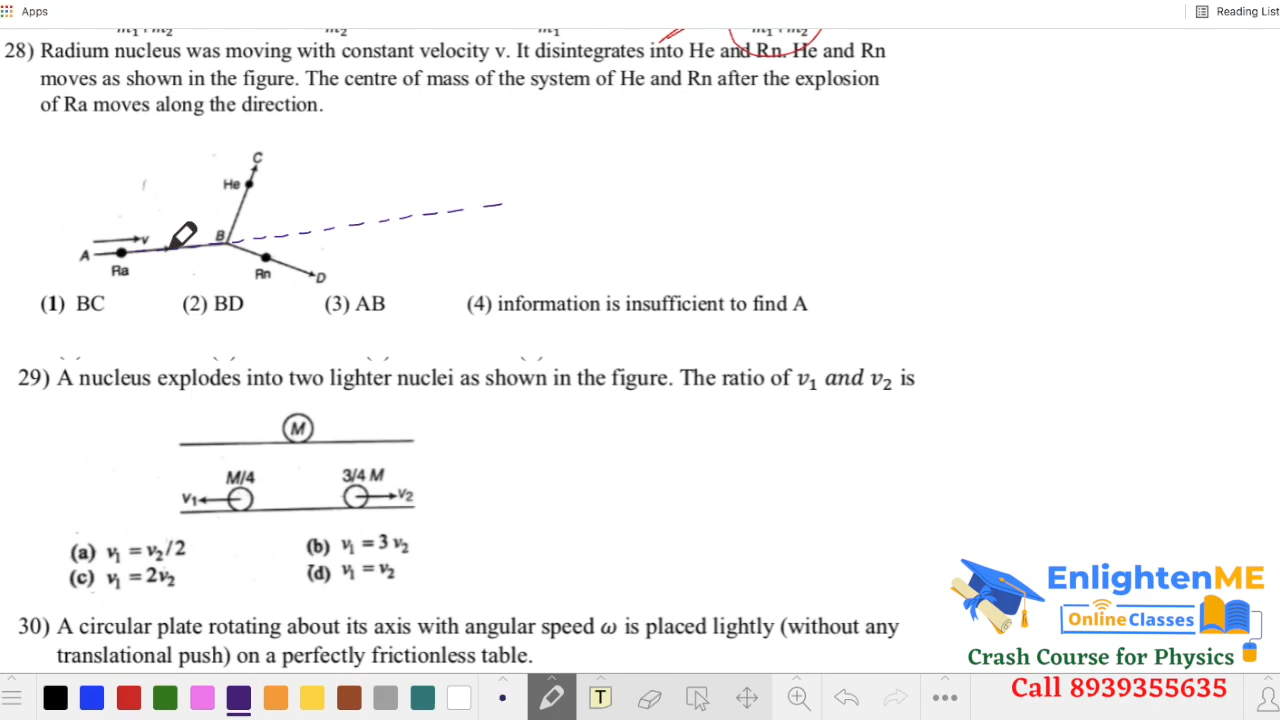 Apps
Reading List
m₁+m₂ m₂ m₁ m₁+m₂
28) Radium nucleus was moving with constant velocity v. It disintegrates into He and Rn. He and Rn
moves as shown in the figure. The centre of mass of the system of He and Rn after the explosion
of Ra moves along the direction.
C
He
v
B
A
Ra
Rn
D
(1) BC (2) BD (3) AB (4) information is insufficient to find A
29) A nucleus explodes into two lighter nuclei as shown in the figure. The ratio of v₁ and v₂ is
M
M/4 3/4 M
V₁ V₂
(a) v₁ = v₂/2 (b) v₁ = 3 v₂
(c) v₁ = 2v₂ (d) v₁ = v₂
30) A circular plate rotating about its axis with angular speed ω is placed lightly (without any
translational push) on a perfectly frictionless table.
EnlightenME
Online Classes
Crash Course for Physics
Call 8939355635
T